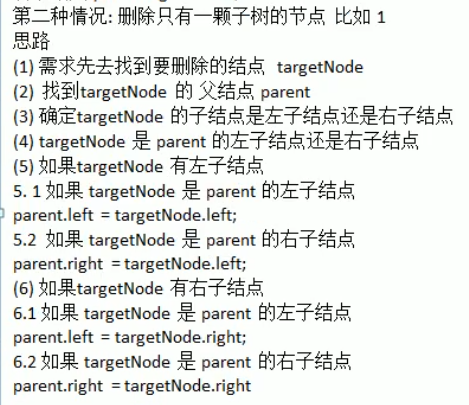 第二种情况: 删除只有一颗子树的节点 比如 1
思路
(1) 需求先去找到要删除的结点 targetNode
(2) 找到targetNode 的 父结点 parent
(3) 确定targetNode 的子结点是左子结点还是右子结点
(4) targetNode 是 parent 的左子结点还是右子结点
(5) 如果targetNode 有左子结点
5. 1 如果 targetNode 是 parent 的左子结点
parent.left = targetNode.left;
5.2 如果 targetNode 是 parent 的右子结点
parent.right = targetNode.left;
(6) 如果targetNode 有右子结点
6.1 如果 targetNode 是 parent 的左子结点
parent.left = targetNode.right;
6.2 如果 targetNode 是 parent 的右子结点
parent.right = targetNode.right